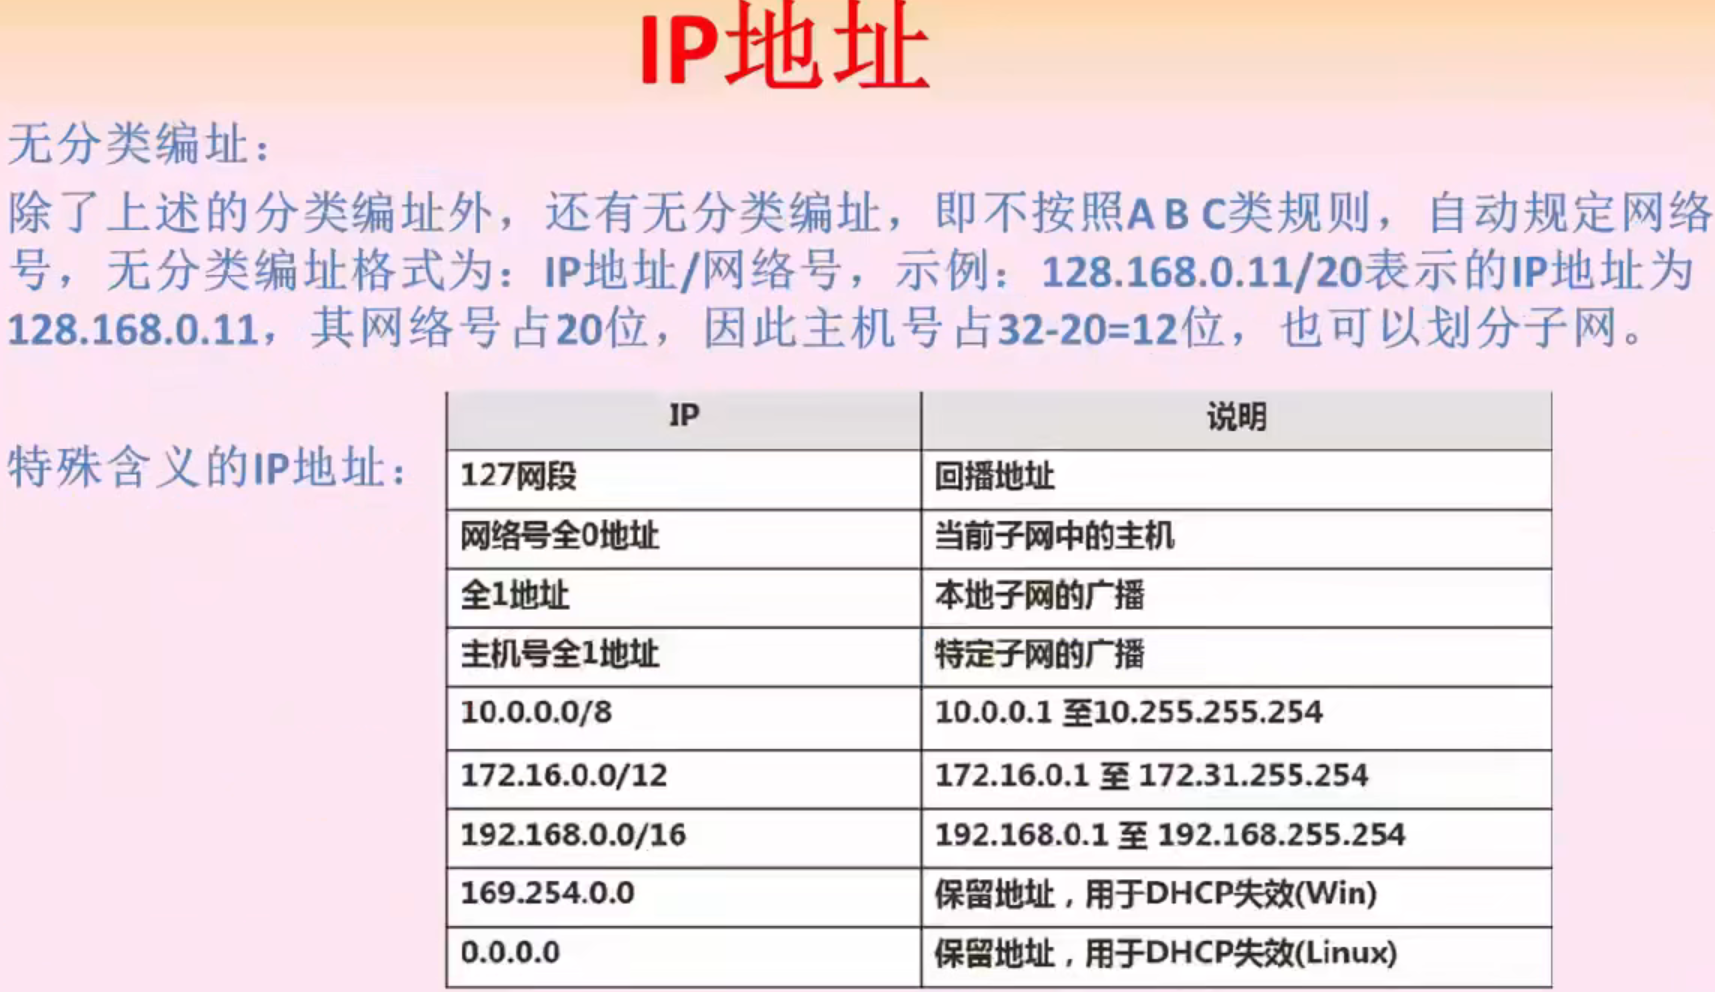 IP地址
无分类编址：
除了上述的分类编址外，还有无分类编址，即不按照A B C类规则，自动规定网络
号，无分类编址格式为：IP地址/网络号，示例：128.168.0.11/20表示的IP地址为
128.168.0.11，其网络号占20位，因此主机号占32-20=12位，也可以划分子网。
特殊含义的IP地址：
IP 说明
127网段 回播地址
网络号全0地址 当前子网中的主机
全1地址 本地子网的广播
主机号全1地址 特定子网的广播
10.0.0.0/8 10.0.0.1 至10.255.255.254
172.16.0.0/12 172.16.0.1 至 172.31.255.254
192.168.0.0/16 192.168.0.1 至 192.168.255.254
169.254.0.0 保留地址，用于DHCP失效(Win)
0.0.0.0 保留地址，用于DHCP失效(Linux)